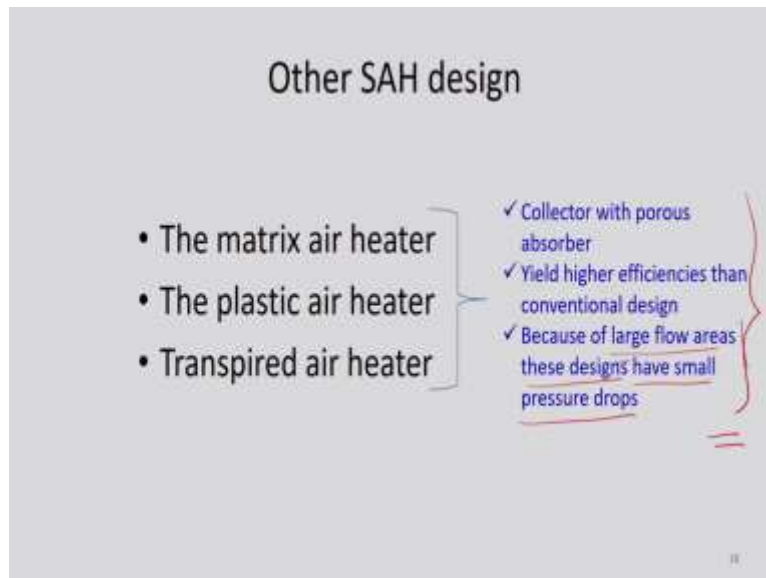 Other SAH design
• The matrix air heater
• The plastic air heater
• Transpired air heater
✓ Collector with porous
absorber
✓ Yield higher efficiencies than
conventional design
✓ Because of large flow areas
these designs have small
pressure drops